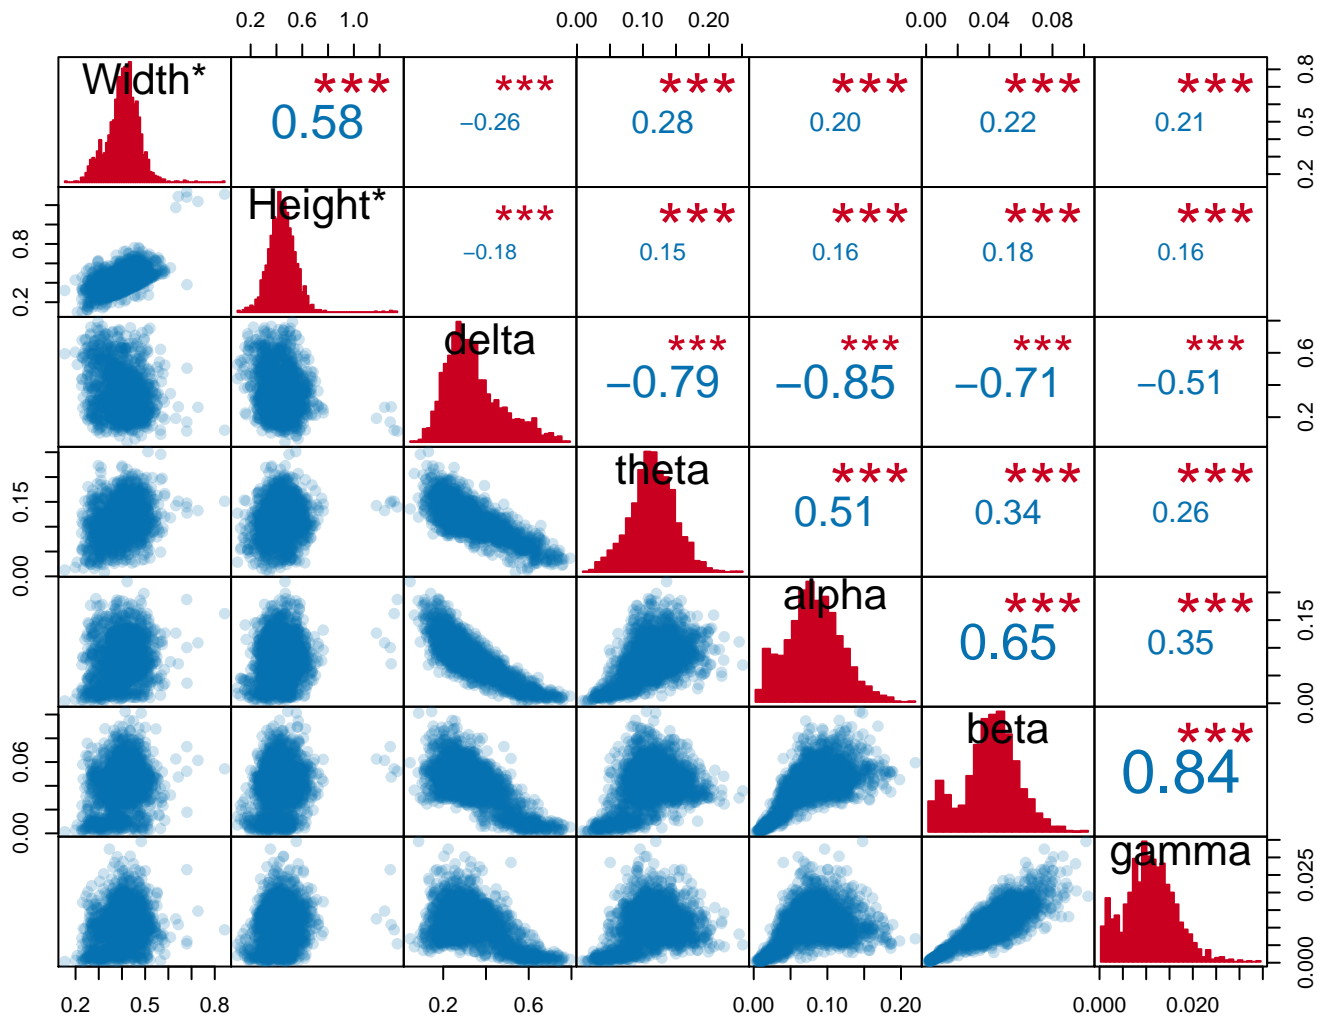 0.2 0.6 1.0 0.00 0.10 0.20 0.00 0.04 0.08
Width* *** *** *** *** *** ***
0.58 −0.26 0.28 0.20 0.22 0.21
0.8
0.5
0.2
Height* *** *** *** *** ***
−0.18 0.15 0.16 0.18 0.16
0.8
0.2
delta *** *** *** ***
−0.79 −0.85 −0.71 −0.51
0.6
0.2
theta *** *** ***
0.51 0.34 0.26
0.15
0.00
alpha *** ***
0.65 0.35
0.15
0.00
beta ***
0.84
0.06
0.00
gamma
0.025
0.000
0.2 0.5 0.8 0.2 0.6 0.00 0.10 0.20 0.000 0.020